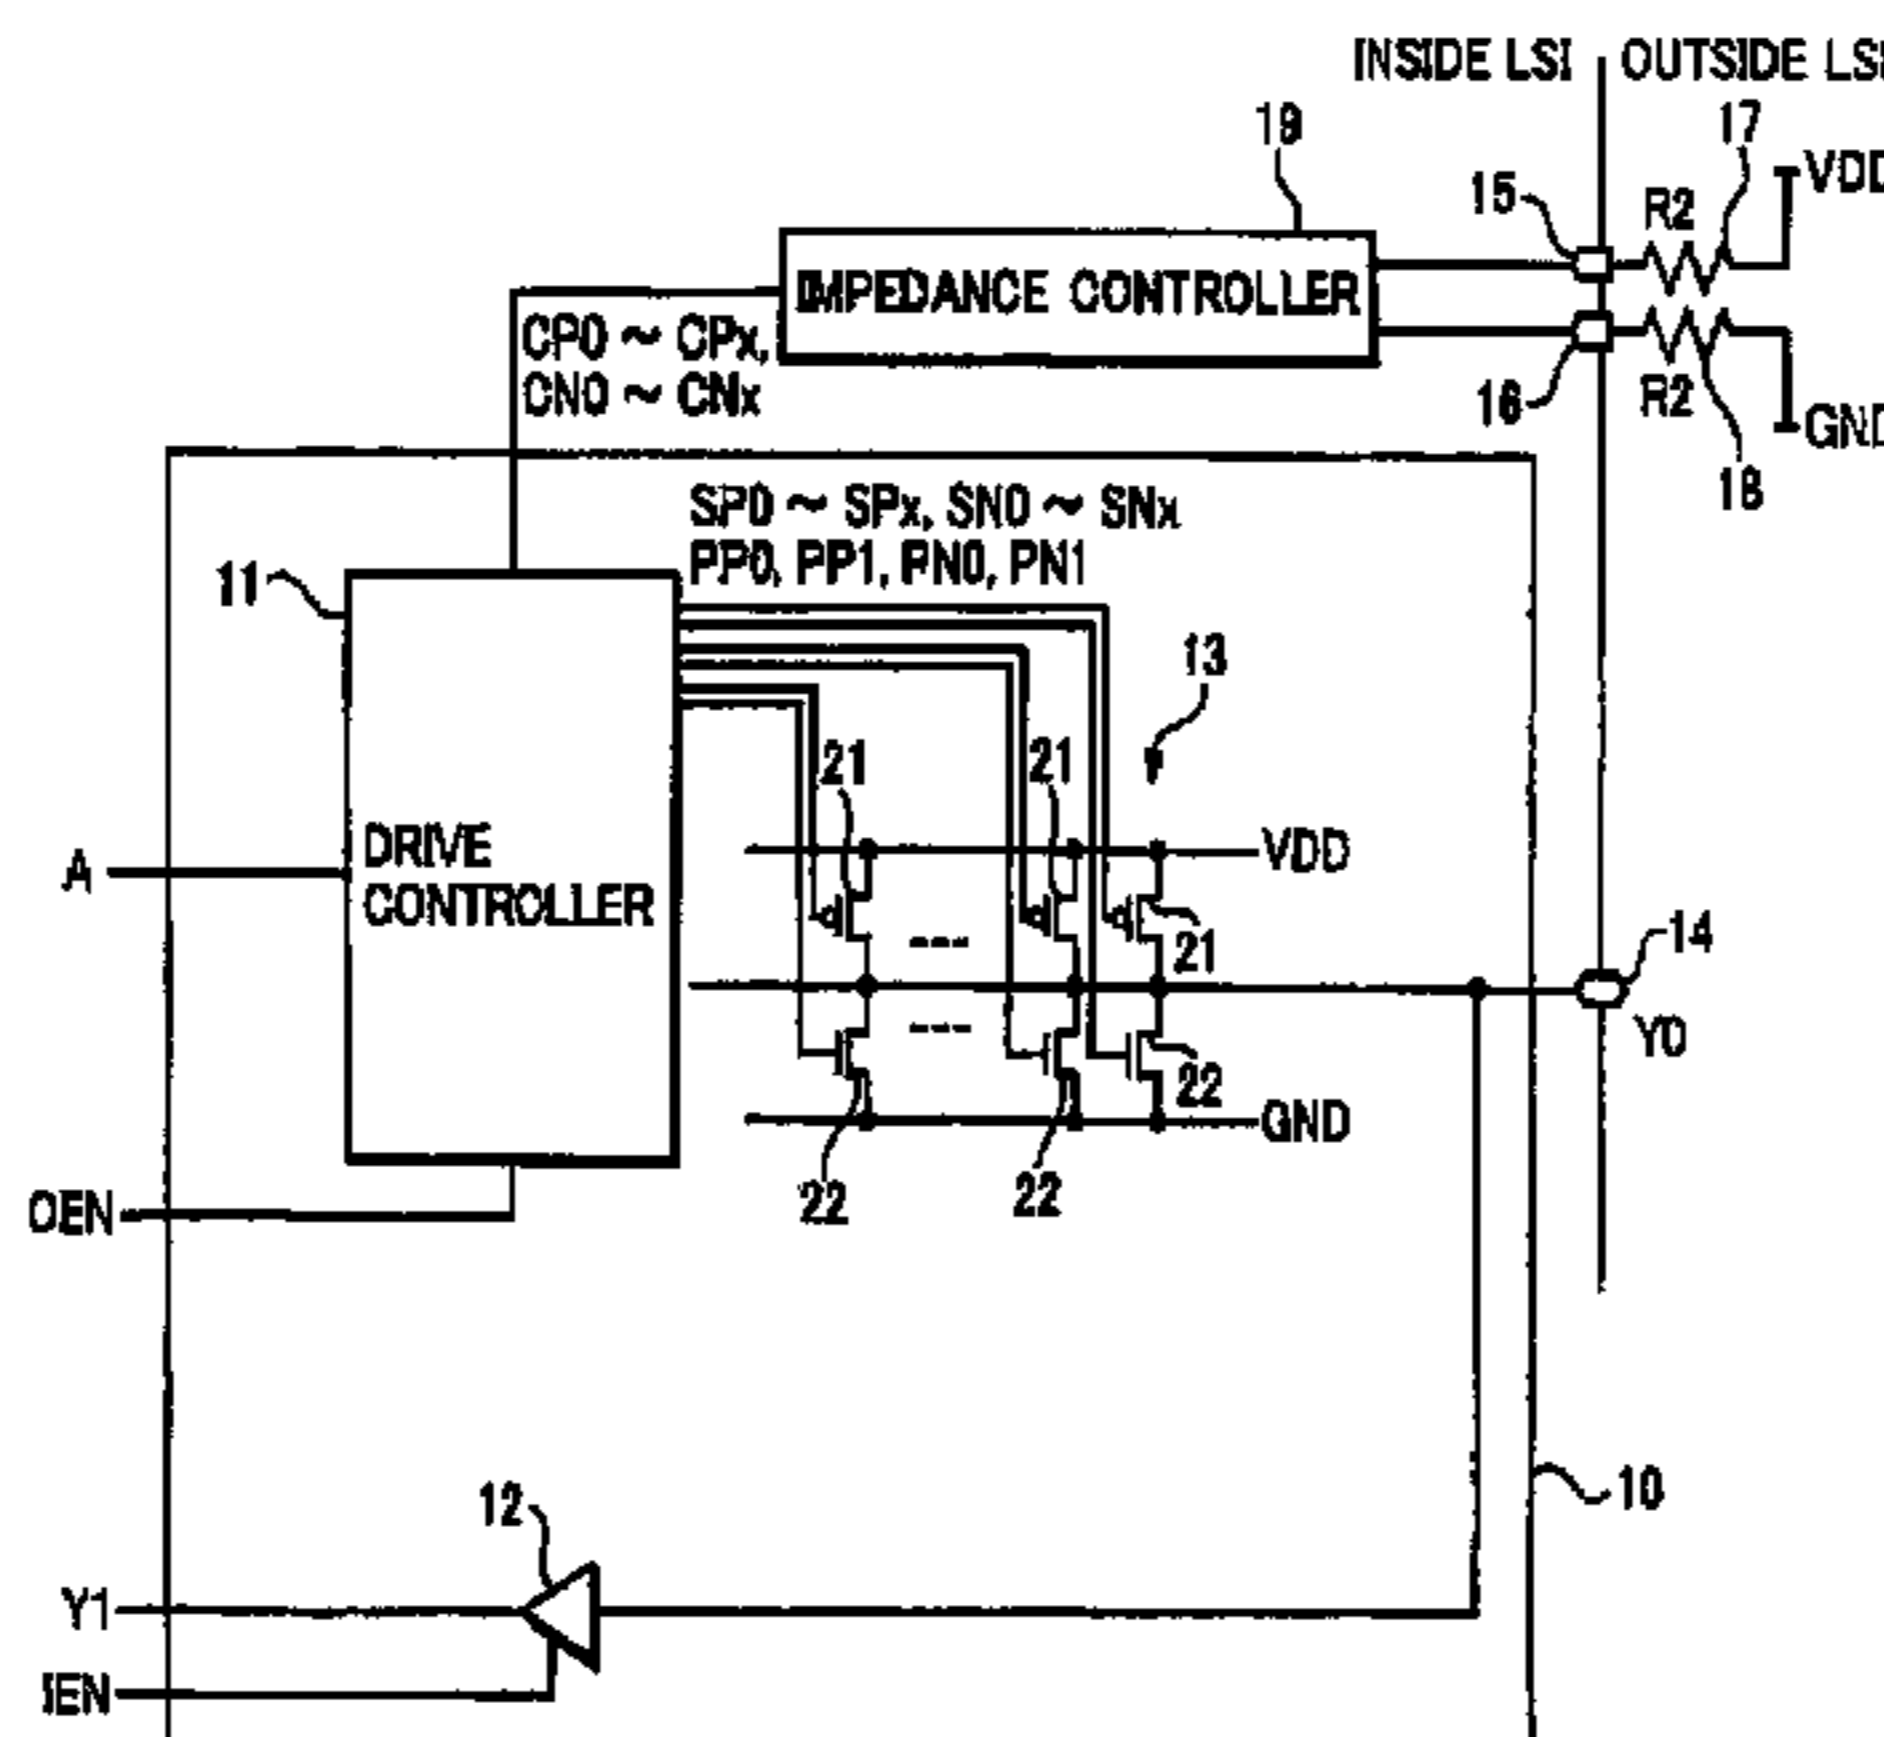 INSIDE LSI OUTSIDE LSI
19
17
15
R2
VDD
IMPEDANCE CONTROLLER
CP0 ~ CPx,
CN0 ~ CNx
16
R2
GND
18
SP0 ~ SPx, SN0 ~ SNx
PP0, PP1, PN0, PN1
11
13
21
21
DRIVE
CONTROLLER
A
VDD
---
21
14
---
Y0
22
GND
22
22
OEN
12
10
Y1
IEN